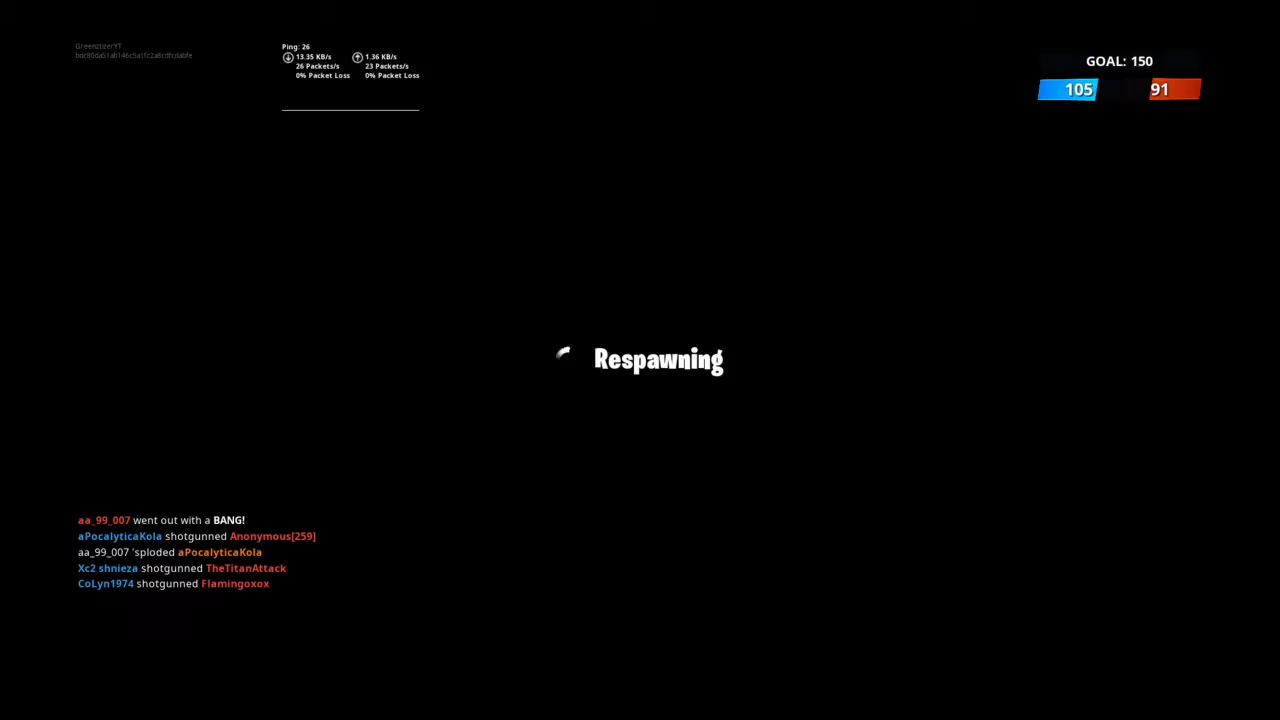 GreenztizerYT
Ping: 26
13.35 KB/s
1.36 KB/s
26 Packets/s
23 Packets/s
0% Packet Loss
0% Packet Loss
GOAL: 150
105
91
Respawning
aa_99_007 went out with a BANG!
aPocalyticaKola shotgunned Anonymous[259]
aa_99_007 'sploded aPocalyticaKola
Xc2 shnieza shotgunned TheTitanAttack
CoLyn1974 shotgunned Flamingoxox